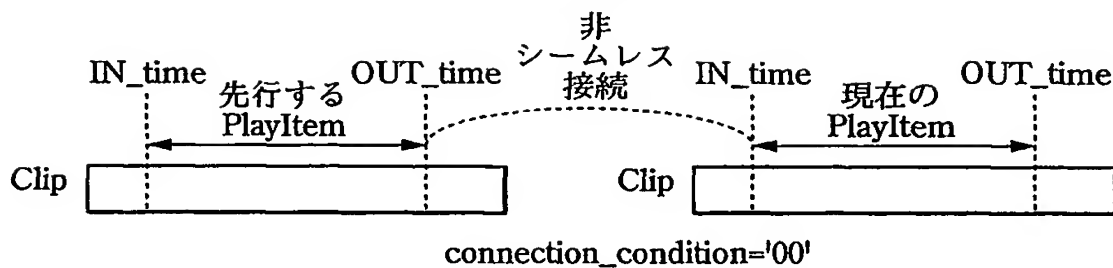 非
シームレス
接続
IN_time
OUT_time
IN_time
OUT_time
先行する
PlayItem
現在の
PlayItem
Clip
Clip
connection_condition='00'